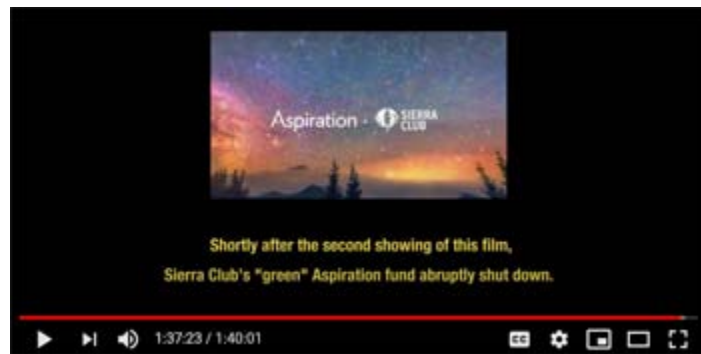 Aspiration · SIERRA
CLUB
Shortly after the second showing of this film,
Sierra Club's "green" Aspiration fund abruptly shut down.
1:37:23 / 1:40:01
CC